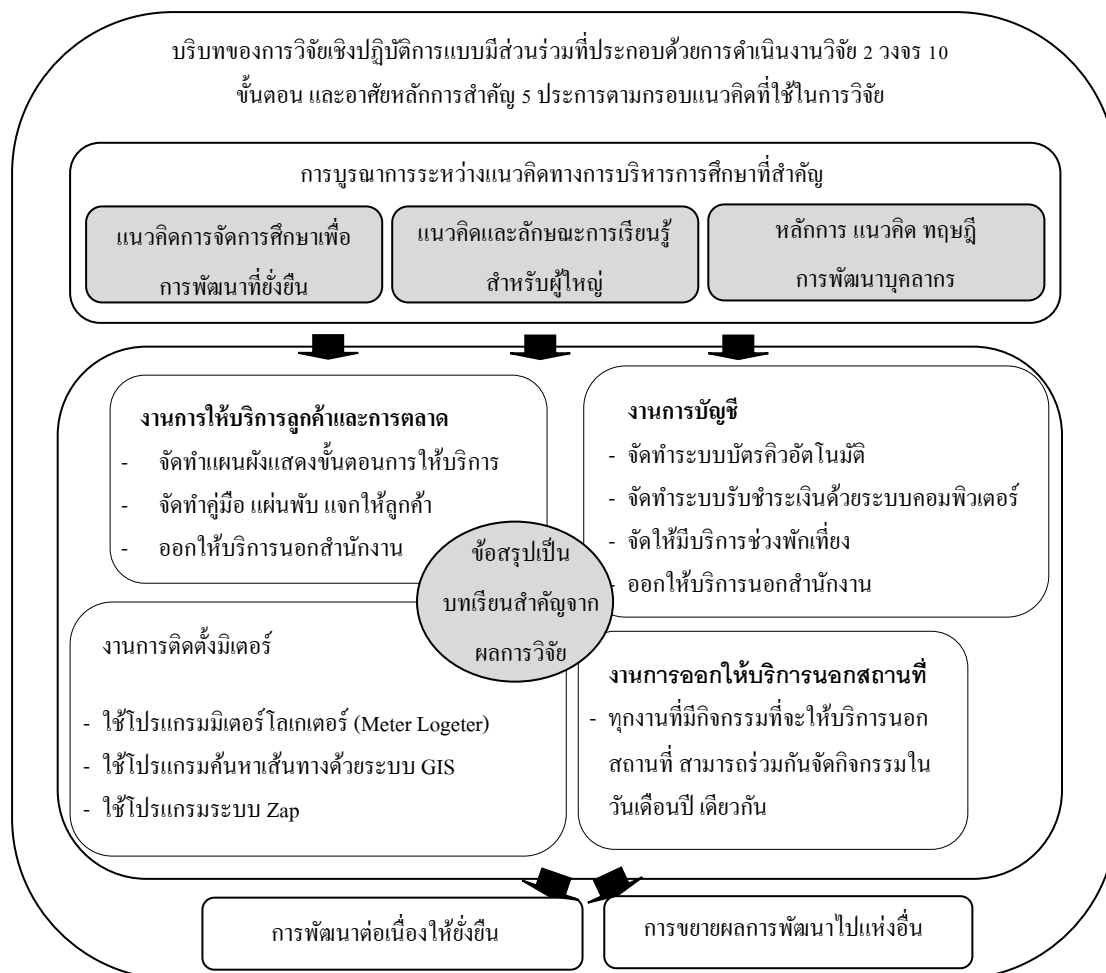 บริบทของการวิจัยเชิงปฏิบัติการแบบมีส่วนร่วมที่ประกอบด้วยการดำเนินงานวิจัย 2 วงจร 10
ขั้นตอน และอาศัยหลักการสำคัญ 5 ประการตามกรอบแนวคิดที่ใช้ในการวิจัย
การบูรณาการระหว่างแนวคิดทางการบริหารการศึกษาที่สำคัญ
แนวคิดการจัดการศึกษาเพื่อ
การพัฒนาที่ยั่งยืน
แนวคิดและลักษณะการเรียนรู้
สำหรับผู้ใหญ่
หลักการ แนวคิด ทฤษฎี
การพัฒนาบุคลากร
งานการให้บริการลูกค้าและการตลาด
- จัดทำแผนผังแสดงขั้นตอนการให้บริการ
- จัดทำคู่มือ แผ่นพับ แจกให้ลูกค้า
- ออกให้บริการนอกสำนักงาน
งานการบัญชี
- จัดทำระบบบัตรคิวอัตโนมัติ
- จัดทำระบบรับชำระเงินด้วยระบบคอมพิวเตอร์
- จัดให้มีบริการช่วงพักเที่ยง
- ออกให้บริการนอกสำนักงาน
ข้อสรุปเป็น
บทเรียนสำคัญจาก
ผลการวิจัย
งานการติดตั้งมิเตอร์
- ใช้โปรแกรมมิเตอร์โลเกเตอร์ (Meter Logeter)
- ใช้โปรแกรมค้นหาเส้นทางด้วยระบบ GIS
- ใช้โปรแกรมระบบ Zap
งานการออกให้บริการนอกสถานที่
- ทุกงานที่มีกิจกรรมที่จะให้บริการนอก
สถานที่ สามารถร่วมกันจัดกิจกรรมใน
วันเดือนปี เดียวกัน
การพัฒนาต่อเนื่องให้ยั่งยืน
การขยายผลการพัฒนาไปแห่งอื่น